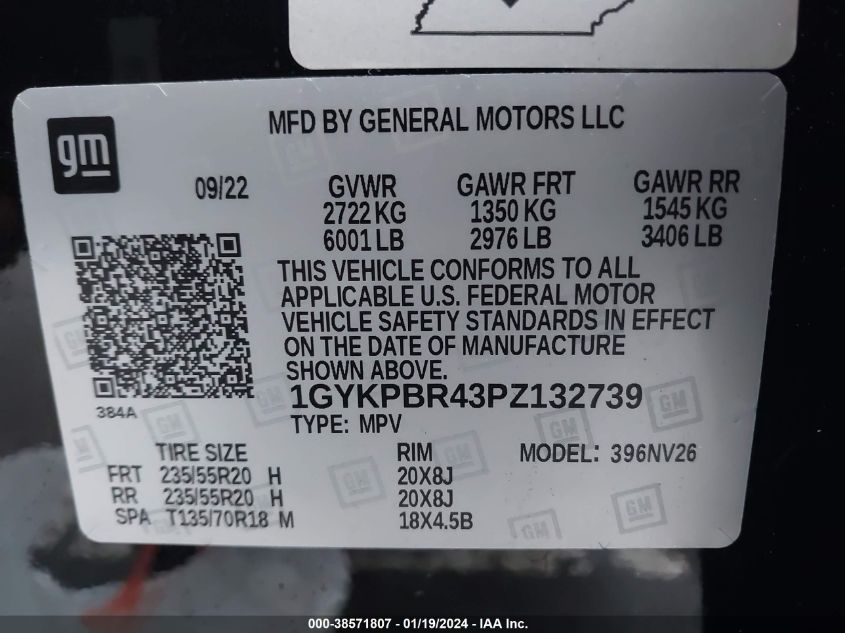 MFD BY GENERAL MOTORS LLC
gm
09/22
GVWR GAWR FRT GAWR RR
2722 KG 1350 KG 1545 KG
6001 LB 2976 LB 3406 LB
THIS VEHICLE CONFORMS TO ALL
APPLICABLE U.S. FEDERAL MOTOR
VEHICLE SAFETY STANDARDS IN EFFECT
ON THE DATE OF MANUFACTURE
SHOWN ABOVE.
384A
1GYKPBR43PZ132739
TYPE: MPV
TIRE SIZE RIM MODEL: 396NV26
FRT 235/55R20 H 20X8J
RR 235/55R20 H 20X8J
SPA T135/70R18 M 18X4.5B
000-38571807 - 01/19/2024 - IAA Inc.